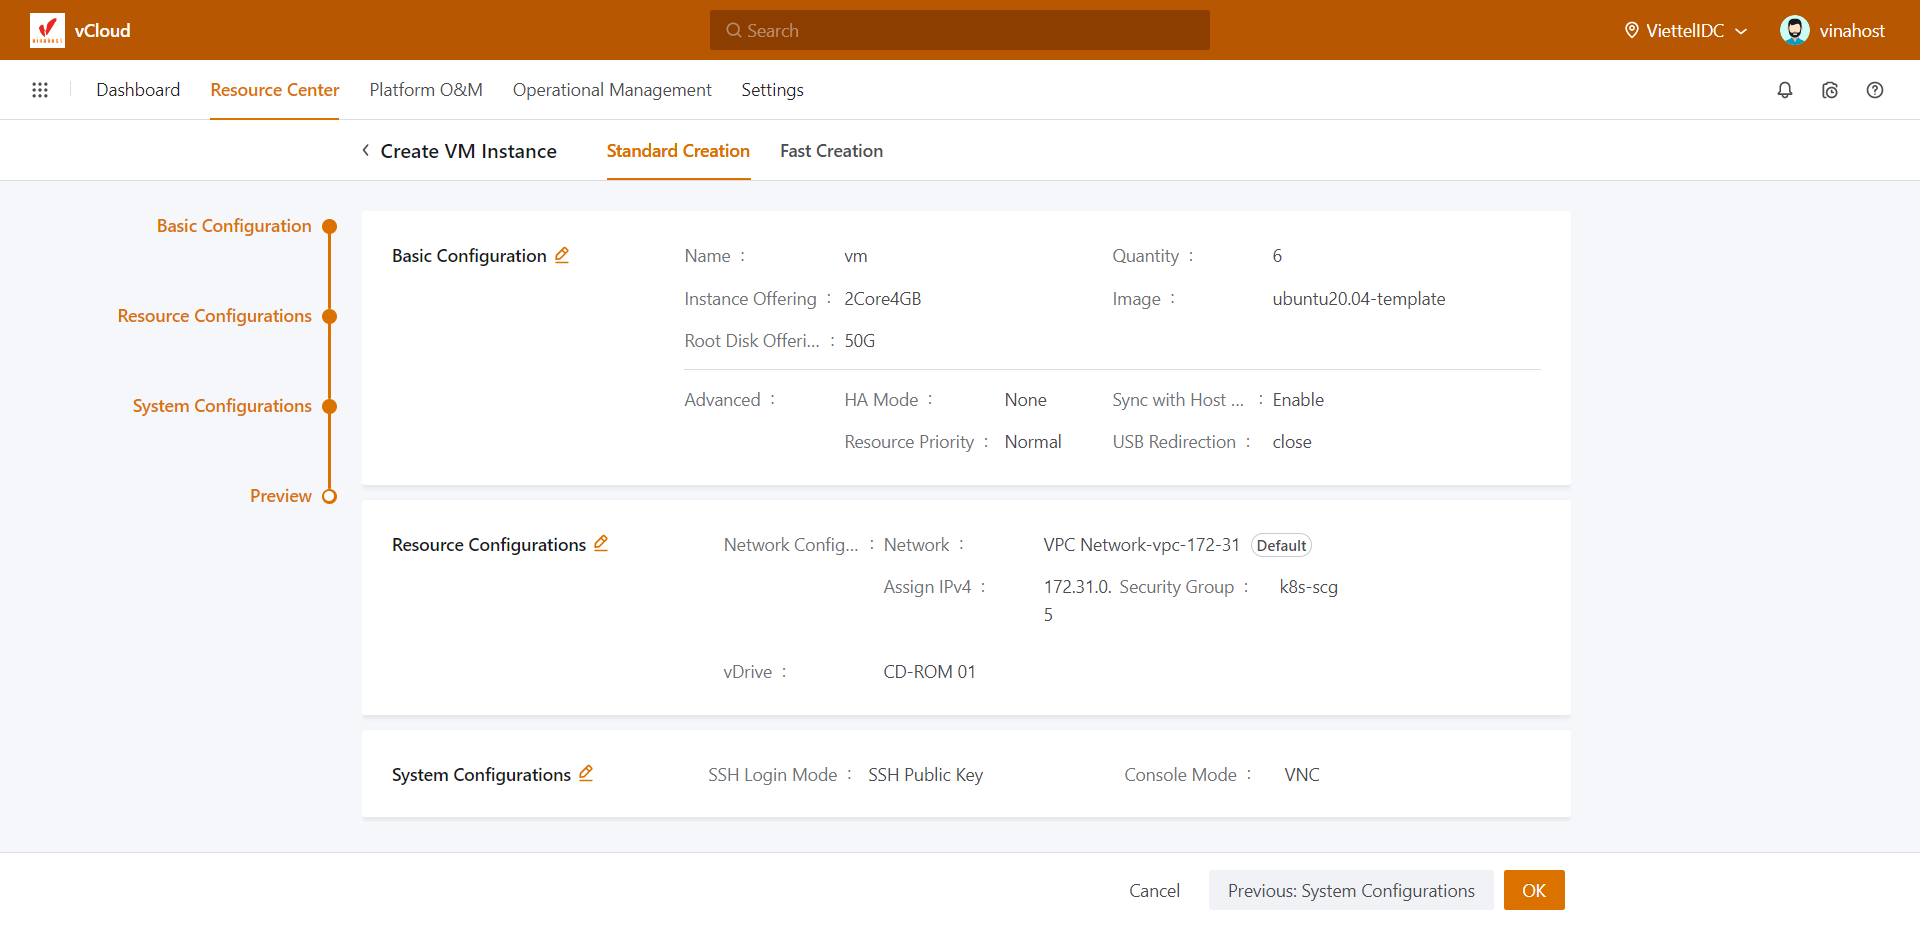 vCloud
Search
ViettelIDC
vinahost
Dashboard
Resource Center
Platform O&M
Operational Management
Settings
Create VM Instance
Standard Creation
Fast Creation
Basic Configuration
Resource Configurations
System Configurations
Preview
Basic Configuration
Name :
vm
Quantity :
6
Instance Offering :
2Core4GB
Image :
ubuntu20.04-template
Root Disk Offeri... :
50G
Advanced :
HA Mode :
None
Sync with Host ... :
Enable
Resource Priority :
Normal
USB Redirection :
close
Resource Configurations
Network Config... :
Network :
VPC Network-vpc-172-31
Default
Assign IPv4 :
172.31.0.
5
Security Group :
k8s-scg
vDrive :
CD-ROM 01
System Configurations
SSH Login Mode :
SSH Public Key
Console Mode :
VNC
Cancel
Previous: System Configurations
OK